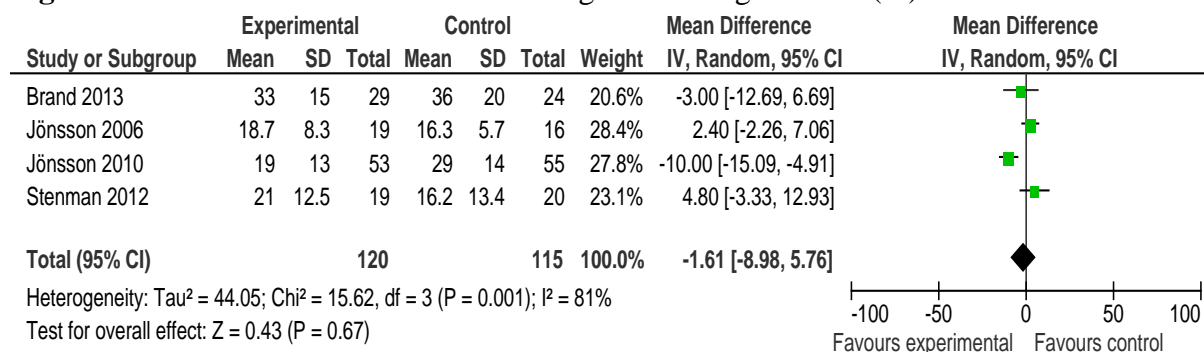 Experimental Control Mean Difference Mean Difference
Study or Subgroup Mean SD Total Mean SD Total Weight IV, Random, 95% CI IV, Random, 95% CI
Brand 2013 33 15 29 36 20 24 20.6% -3.00 [-12.69, 6.69]
Jönsson 2006 18.7 8.3 19 16.3 5.7 16 28.4% 2.40 [-2.26, 7.06]
Jönsson 2010 19 13 53 29 14 55 27.8% -10.00 [-15.09, -4.91]
Stenman 2012 21 12.5 19 16.2 13.4 20 23.1% 4.80 [-3.33, 12.93]
Total (95% CI) 120 115 100.0% -1.61 [-8.98, 5.76]
Heterogeneity: Tau² = 44.05; Chi² = 15.62, df = 3 (P = 0.001); I² = 81%
Test for overall effect: Z = 0.43 (P = 0.67)
-100 -50 0 50 100
Favours experimental Favours control